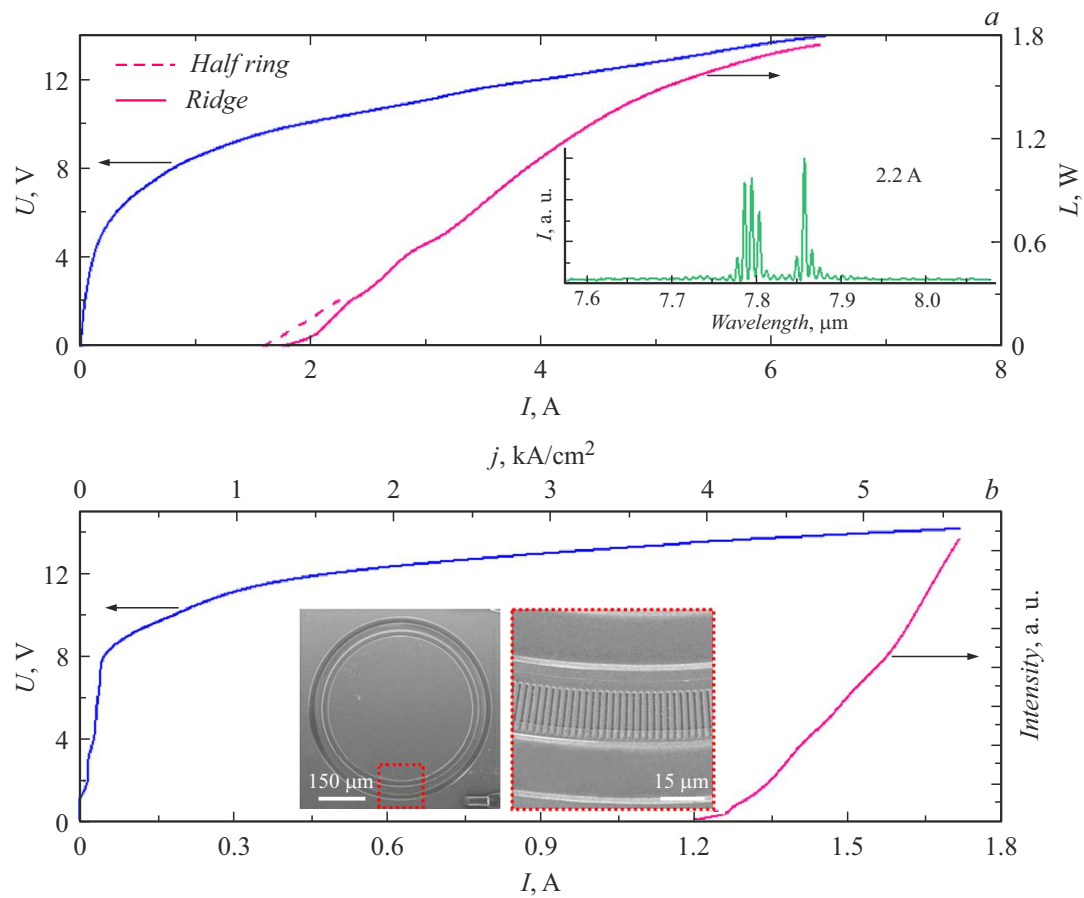 a
12
8
4
0
U, V
Half ring
Ridge
1.8
1.2
0.6
0
L, W
I, a. u.
2.2 A
7.6 7.7 7.8 7.9 8.0
Wavelength, μm
0 2 4 6 8
I, A
j, kA/cm²
0 1 2 3 4 5 b
12
8
4
0
U, V
Intensity, a. u.
150 μm
15 μm
0 0.3 0.6 0.9 1.2 1.5 1.8
I, A